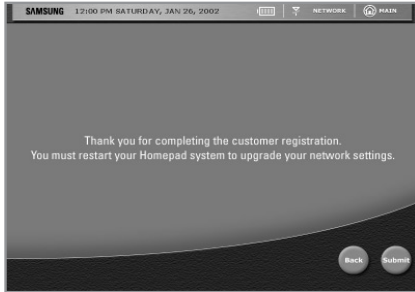 SAMSUNG 12:00 PM SATURDAY, JAN 26, 2002 NETWORK MAIN
Thank you for completing the customer registration.
You must restart your Homepad system to upgrade your network settings.
Back Submit